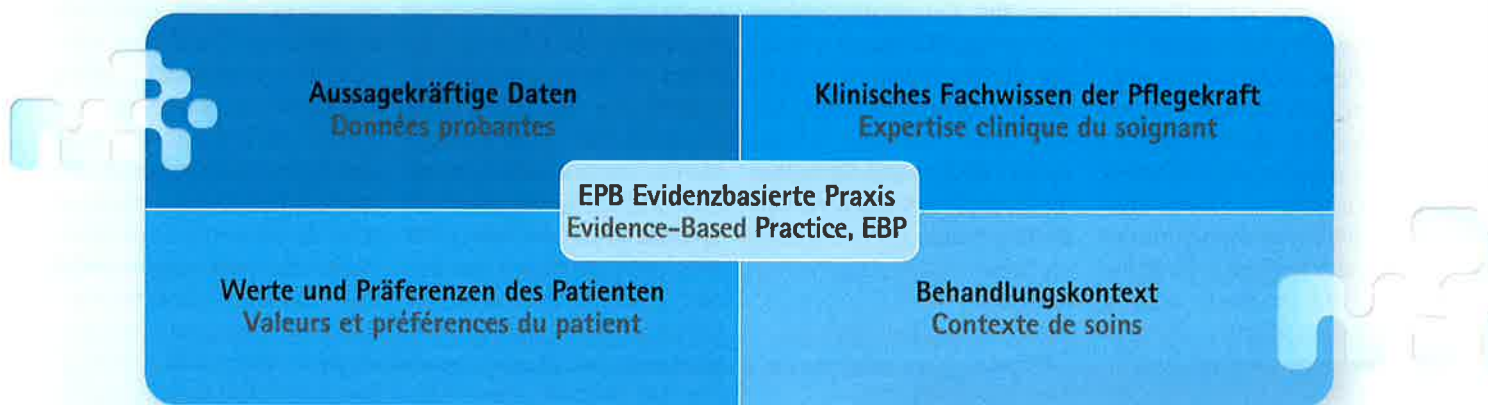 Aussagekräftige Daten
Données probantes
Klinisches Fachwissen der Pflegekraft
Expertise clinique du soignant
EPB Evidenzbasierte Praxis
Evidence-Based Practice, EBP
Werte und Präferenzen des Patienten
Valeurs et préférences du patient
Behandlungskontext
Contexte de soins